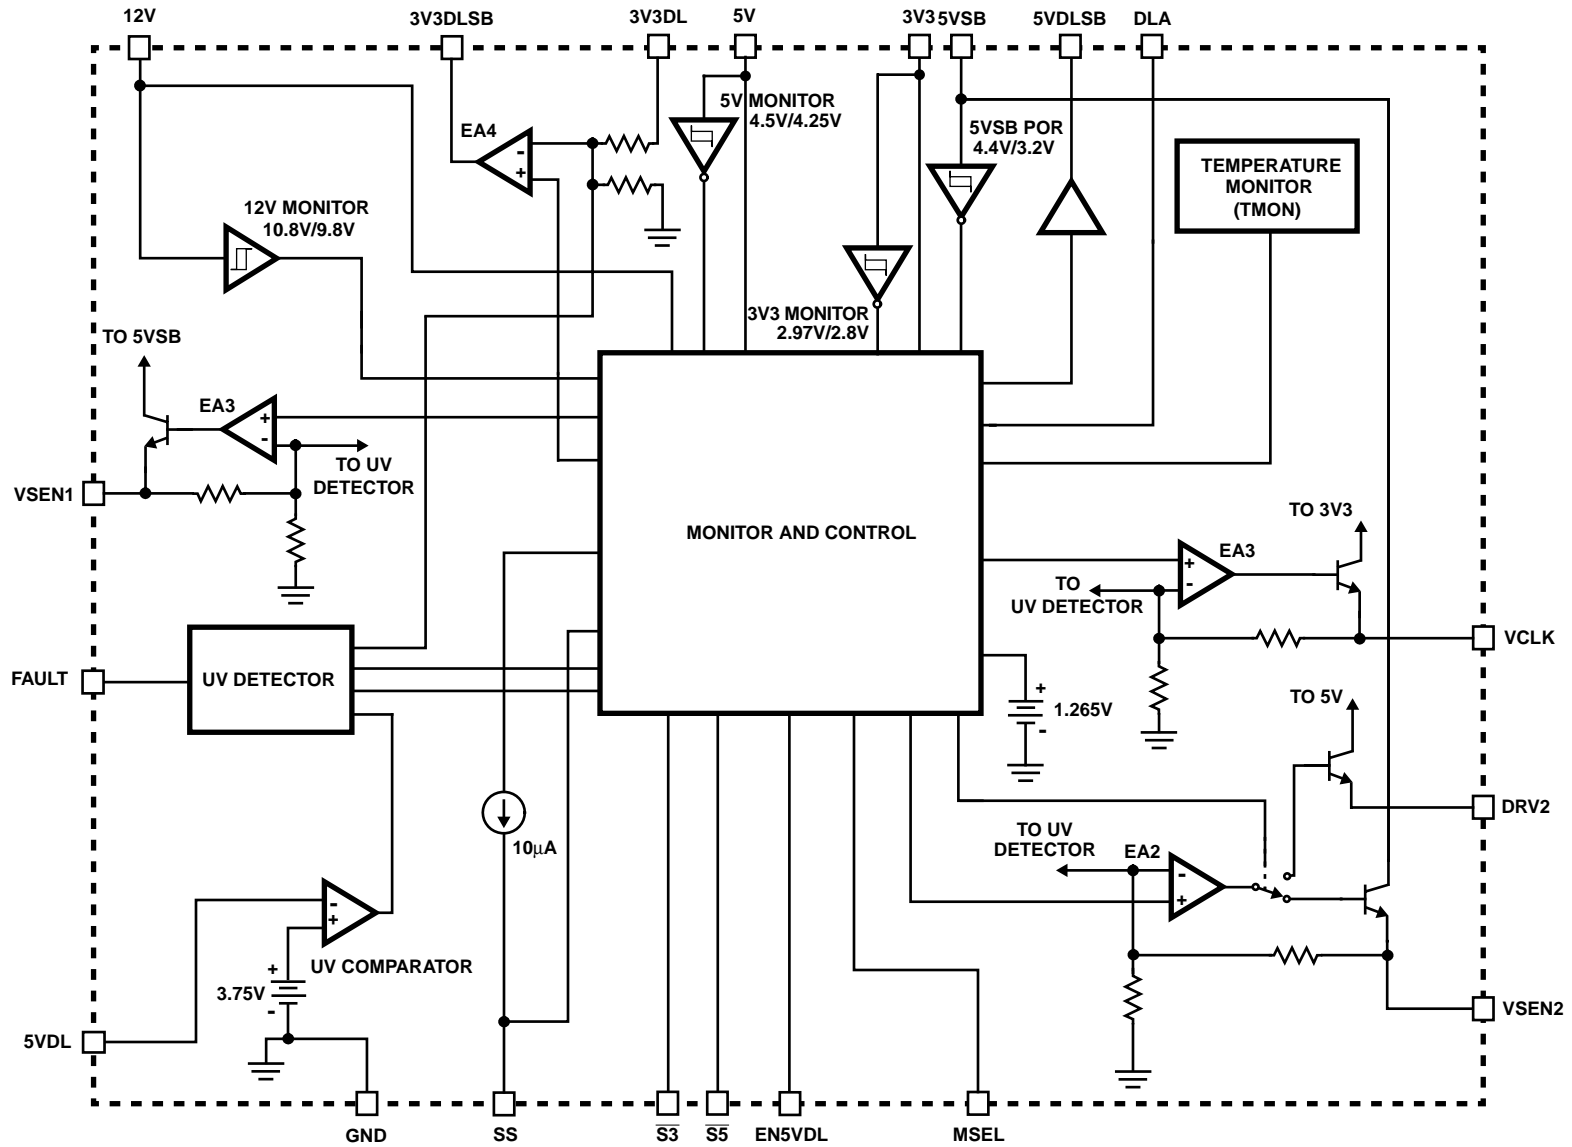 12V
3V3DLSB
3V3DL
5V
3V3
5VSB
5VDLSB
DLA
5V MONITOR
4.5V/4.25V
EA4
-
+
5VSB POR
4.4V/3.2V
TEMPERATURE
MONITOR
(TMON)
12V MONITOR
10.8V/9.8V
3V3 MONITOR
2.97V/2.8V
TO 5VSB
EA3
+
-
TO UV
DETECTOR
VSEN1
MONITOR AND CONTROL
TO 3V3
EA3
+
-
TO
UV DETECTOR
VCLK
FAULT
UV DETECTOR
+
1.265V
-
TO 5V
DRV2
10µA
TO UV
DETECTOR
EA2
-
+
-
+
UV COMPARATOR
+
3.75V
-
VSEN2
5VDL
GND
SS
S3
S5
EN5VDL
MSEL